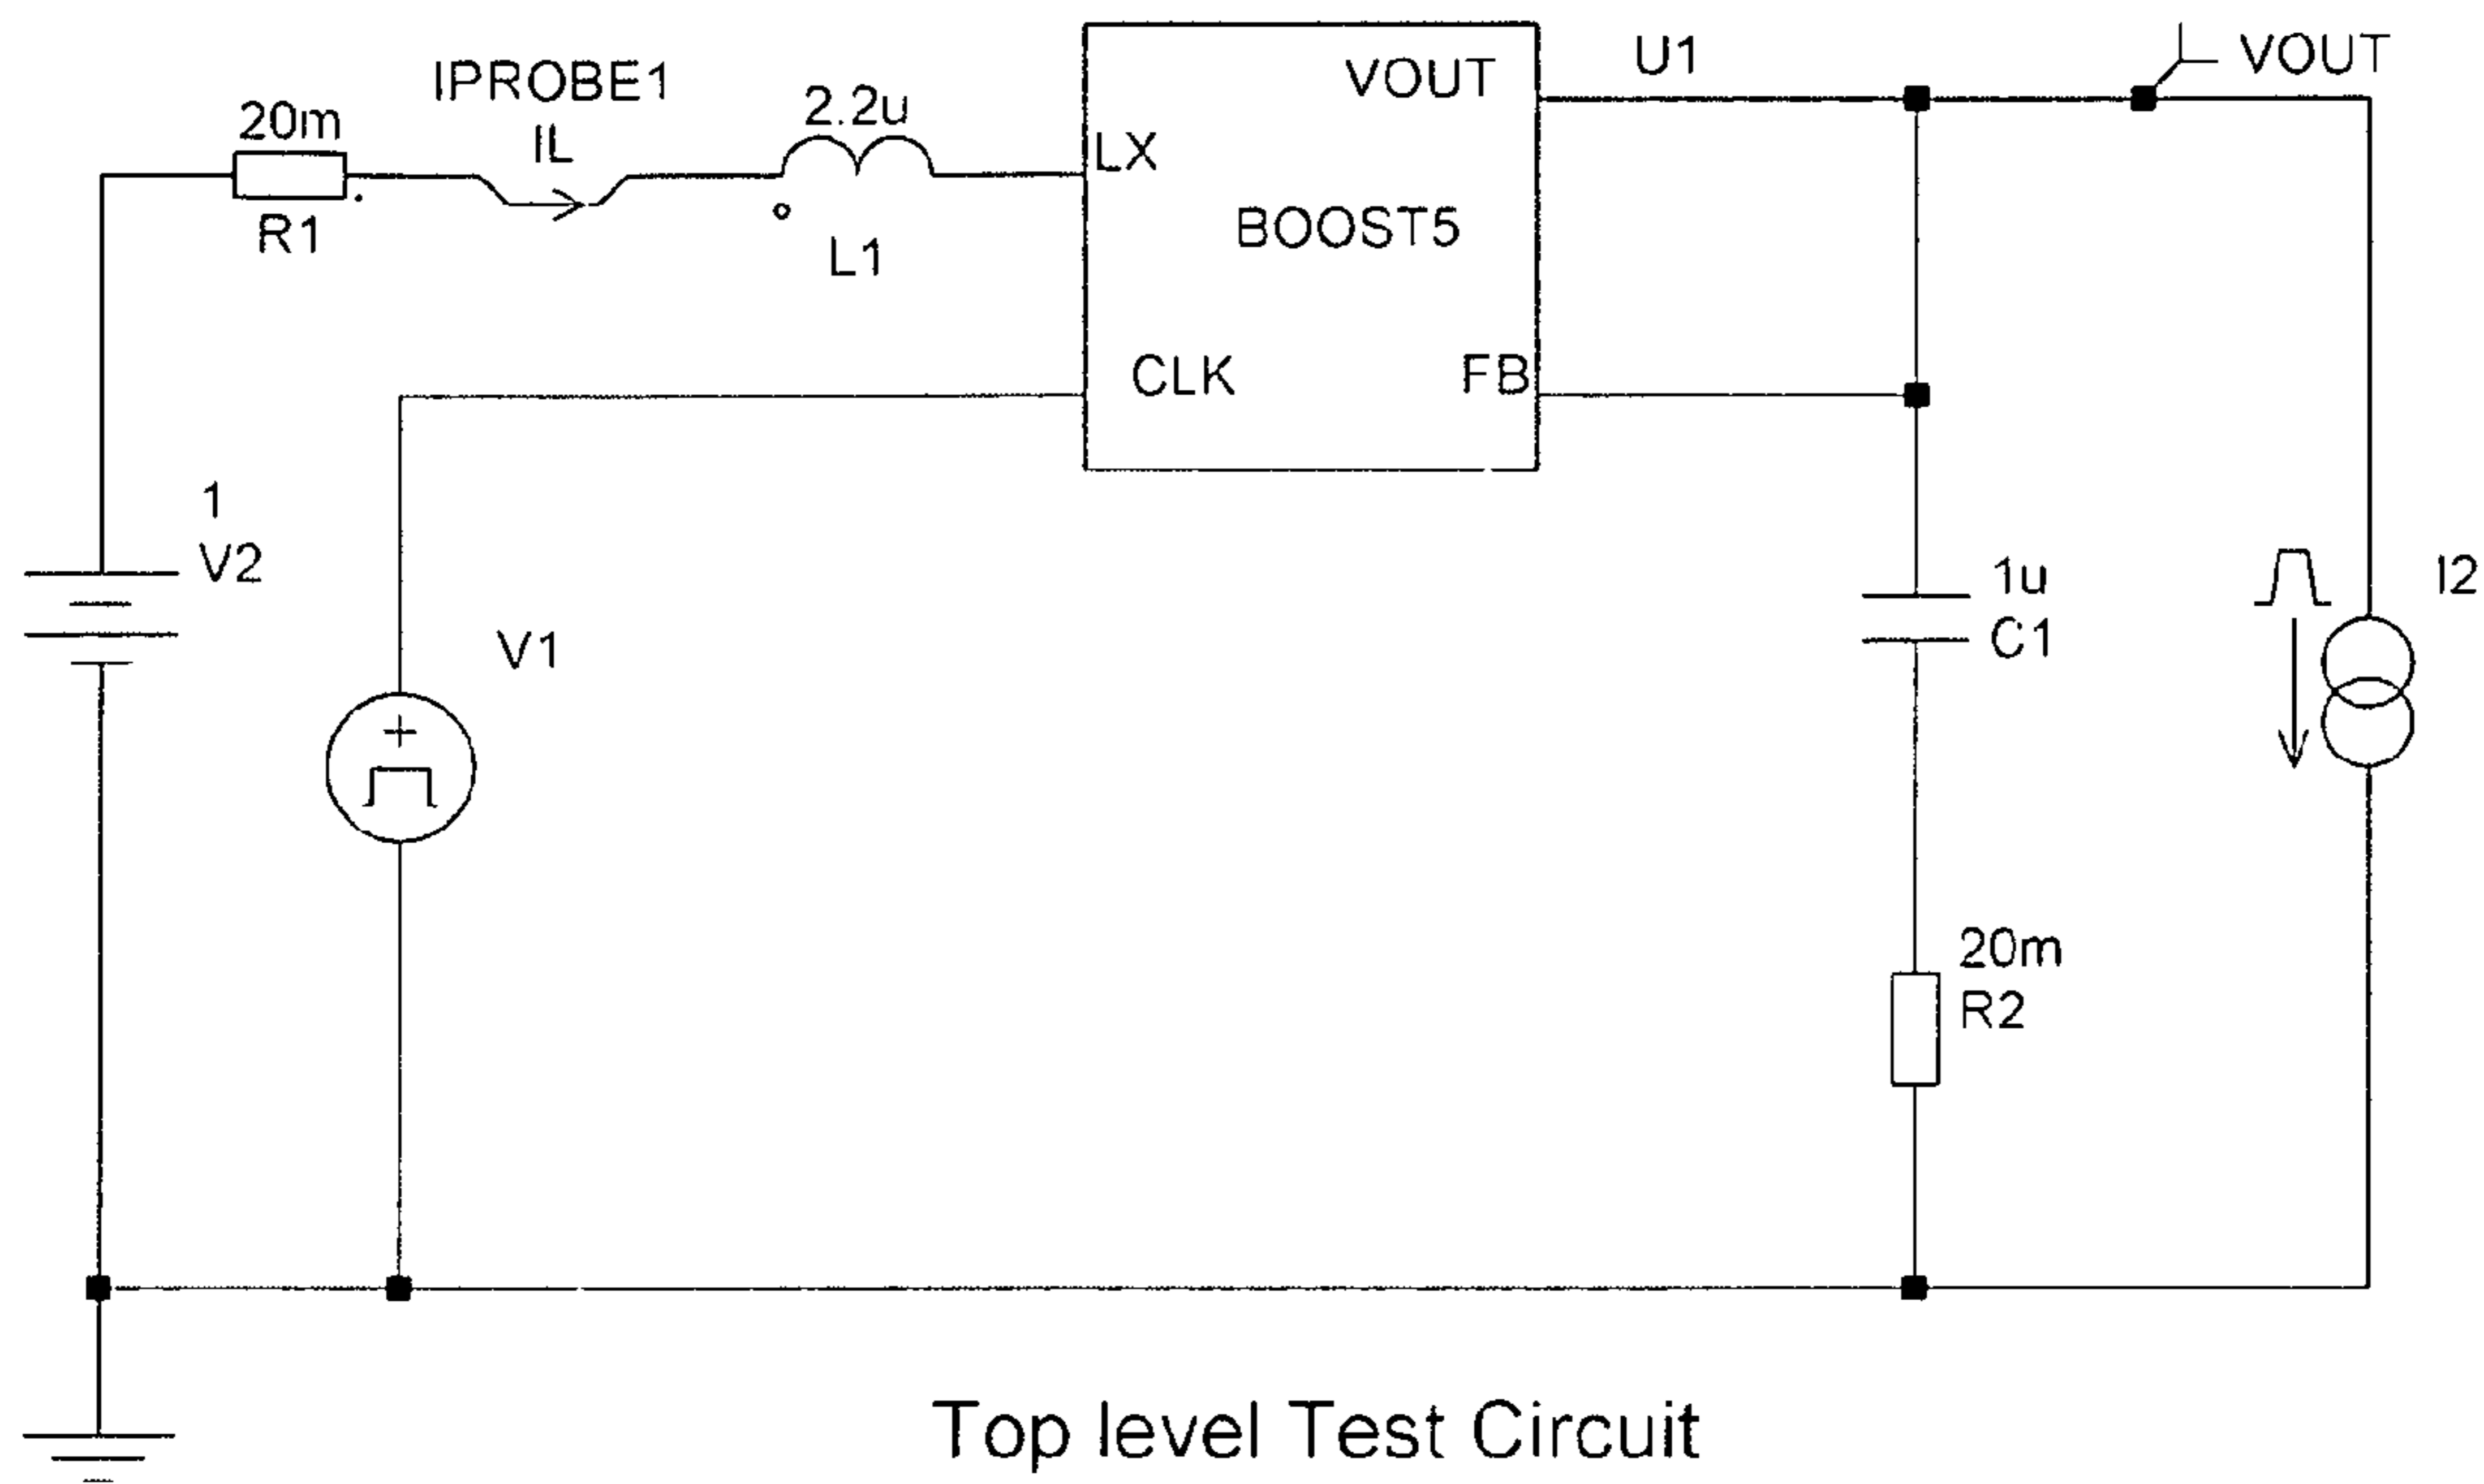 IPROBE1
IL
20m
R1
2.2u
L1
VOUT
LX
BOOST5
CLK
FB
U1
VOUT
1
V2
V1
1u
C1
I2
20m
R2
Top level Test Circuit